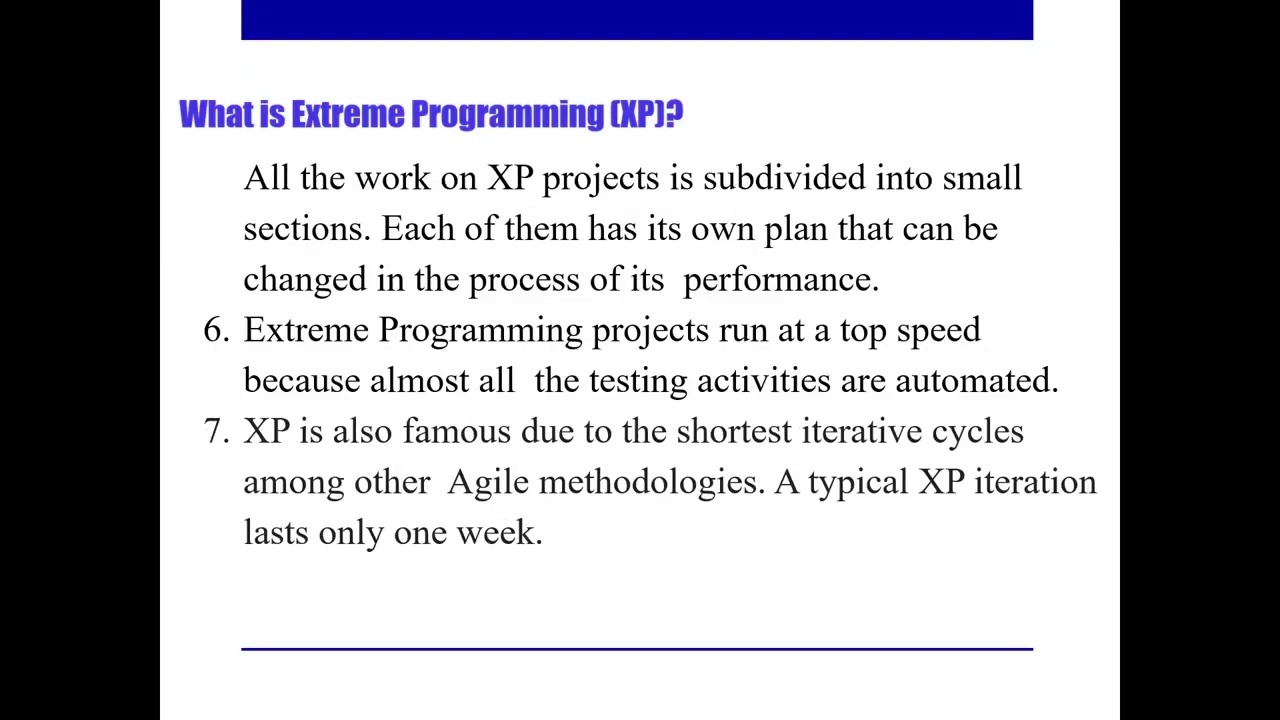 What is Extreme Programming (XP)?
All the work on XP projects is subdivided into small
sections. Each of them has its own plan that can be
changed in the process of its  performance.
6. Extreme Programming projects run at a top speed
because almost all  the testing activities are automated.
7. XP is also famous due to the shortest iterative cycles
among other  Agile methodologies. A typical XP iteration
lasts only one week.